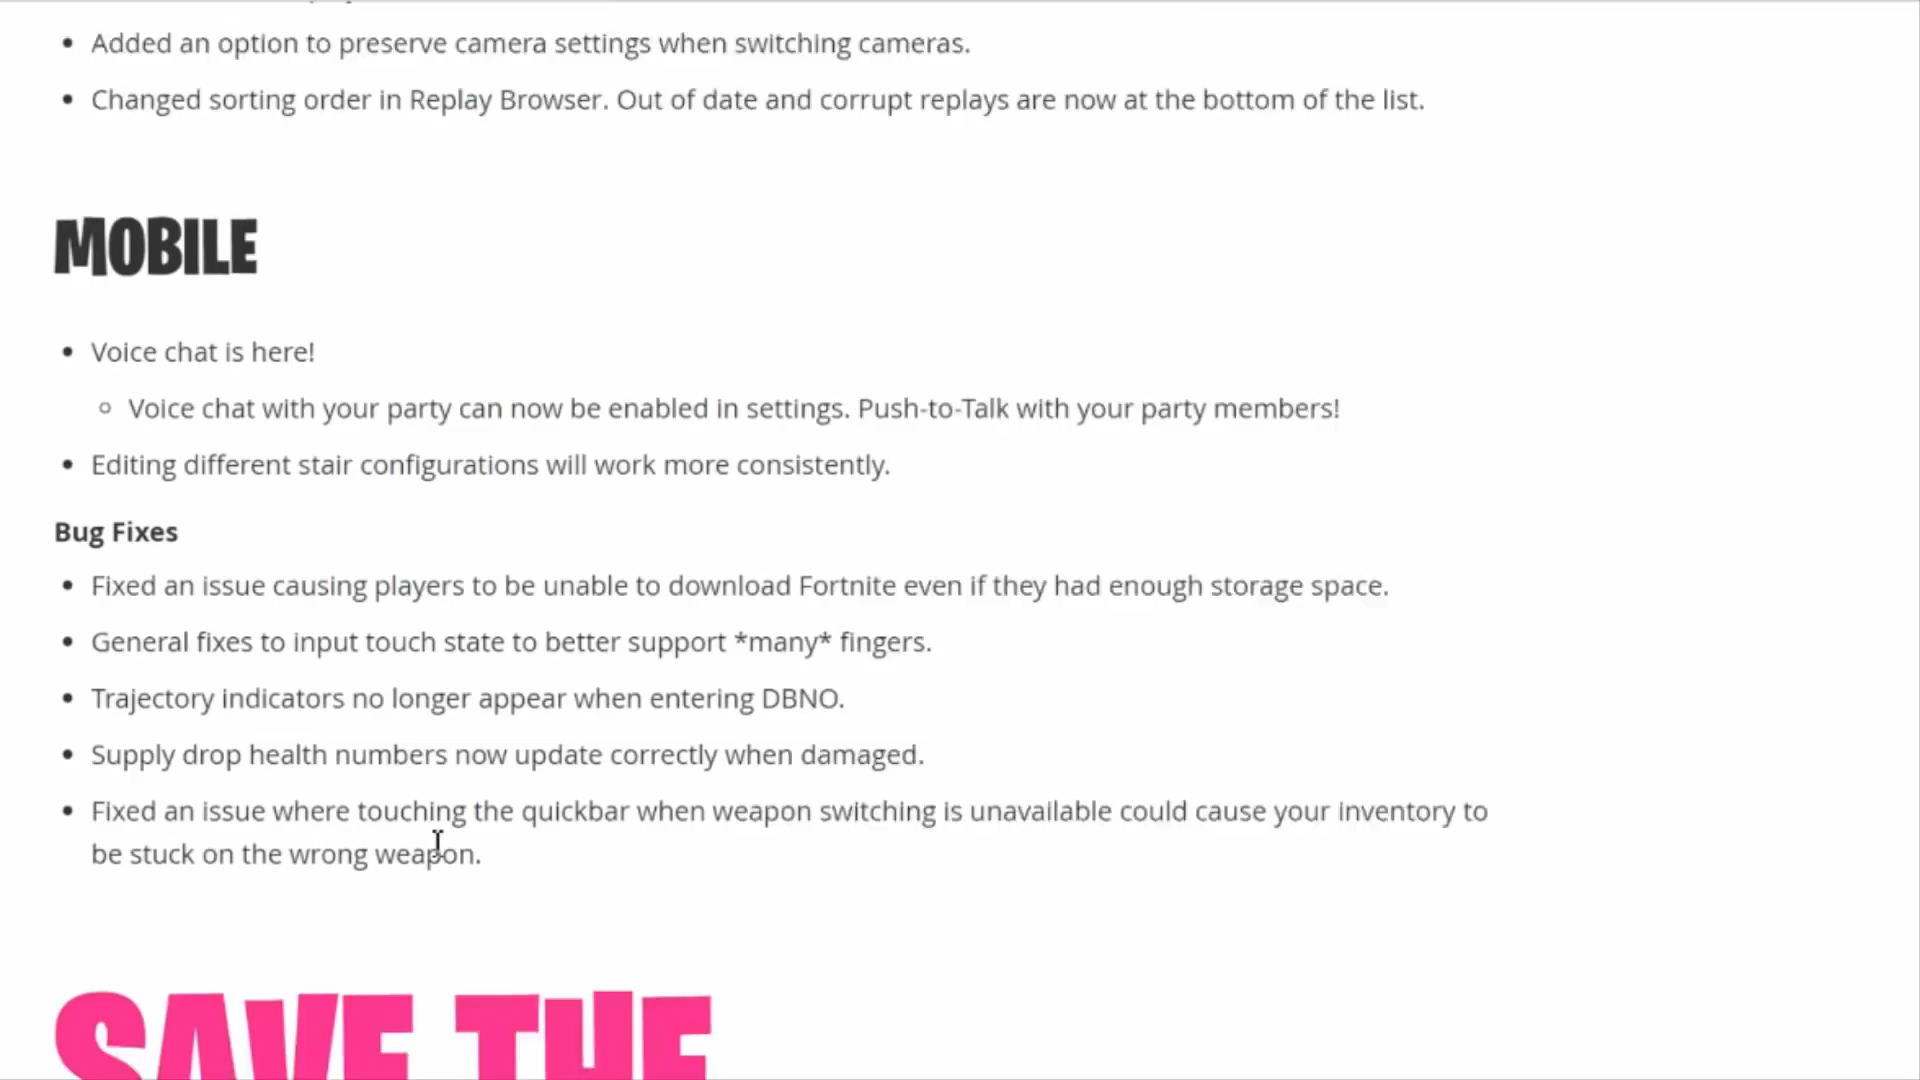 Added an option to preserve camera settings when switching cameras.
Changed sorting order in Replay Browser. Out of date and corrupt replays are now at the bottom of the list.
MOBILE
Voice chat is here!
Voice chat with your party can now be enabled in settings. Push-to-Talk with your party members!
Editing different stair configurations will work more consistently.
Bug Fixes
Fixed an issue causing players to be unable to download Fortnite even if they had enough storage space.
General fixes to input touch state to better support *many* fingers.
Trajectory indicators no longer appear when entering DBNO.
Supply drop health numbers now update correctly when damaged.
Fixed an issue where touching the quickbar when weapon switching is unavailable could cause your inventory to
be stuck on the wrong weapon.
SAVE THE